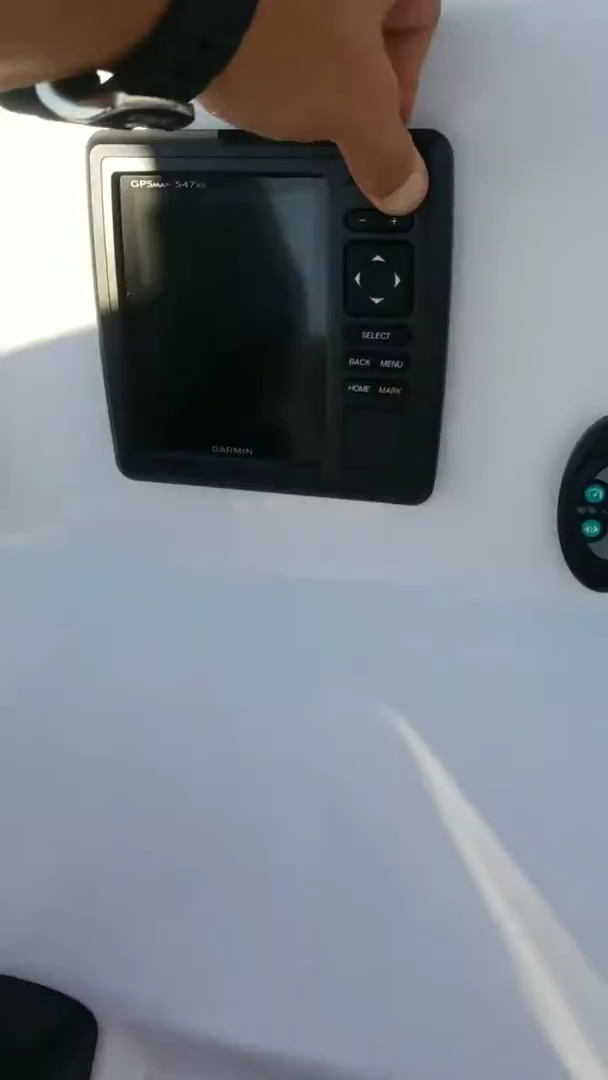 GPSMAP 547xs
- +
SELECT
BACK MENU
HOME MARK
GARMIN